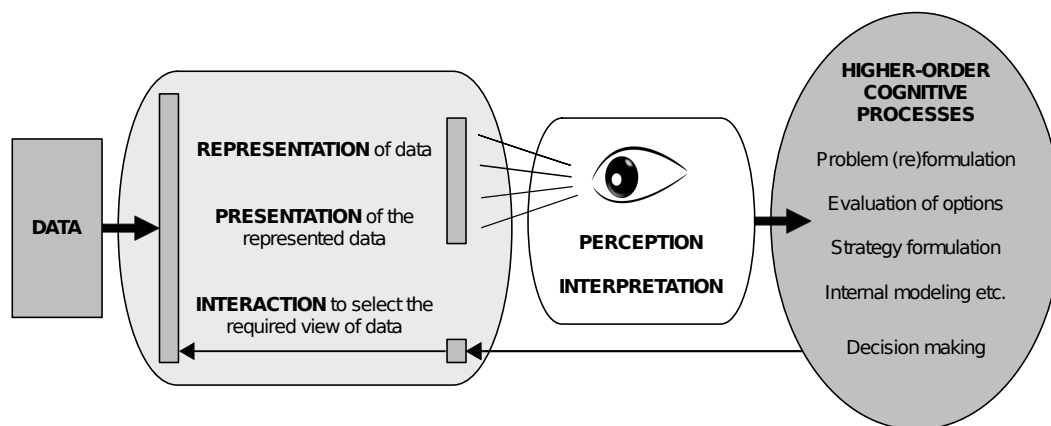 DATA
REPRESENTATION of data
PRESENTATION of the
represented data
INTERACTION to select the
required view of data
PERCEPTION
INTERPRETATION
HIGHER-ORDER
COGNITIVE
PROCESSES
Problem (re)formulation
Evaluation of options
Strategy formulation
Internal modeling etc.
Decision making